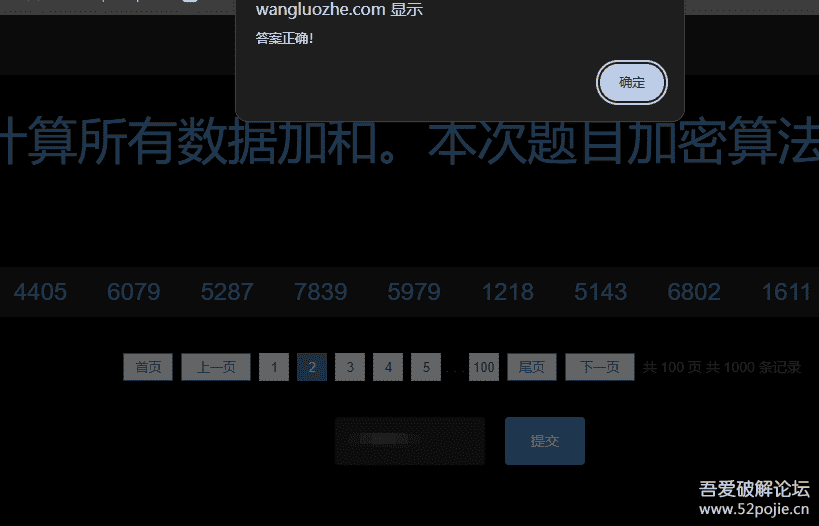 wangluozhe.com 显示
答案正确!
确定
计算所有数据加和。本次题目加密算法
4405 6079 5287 7839 5979 1218 5143 6802 1611
首页 上一页 1 2 3 4 5 ... 100 尾页 下一页 共 100 页 共 1000 条记录
提交
吾爱破解论坛
www.52pojie.cn